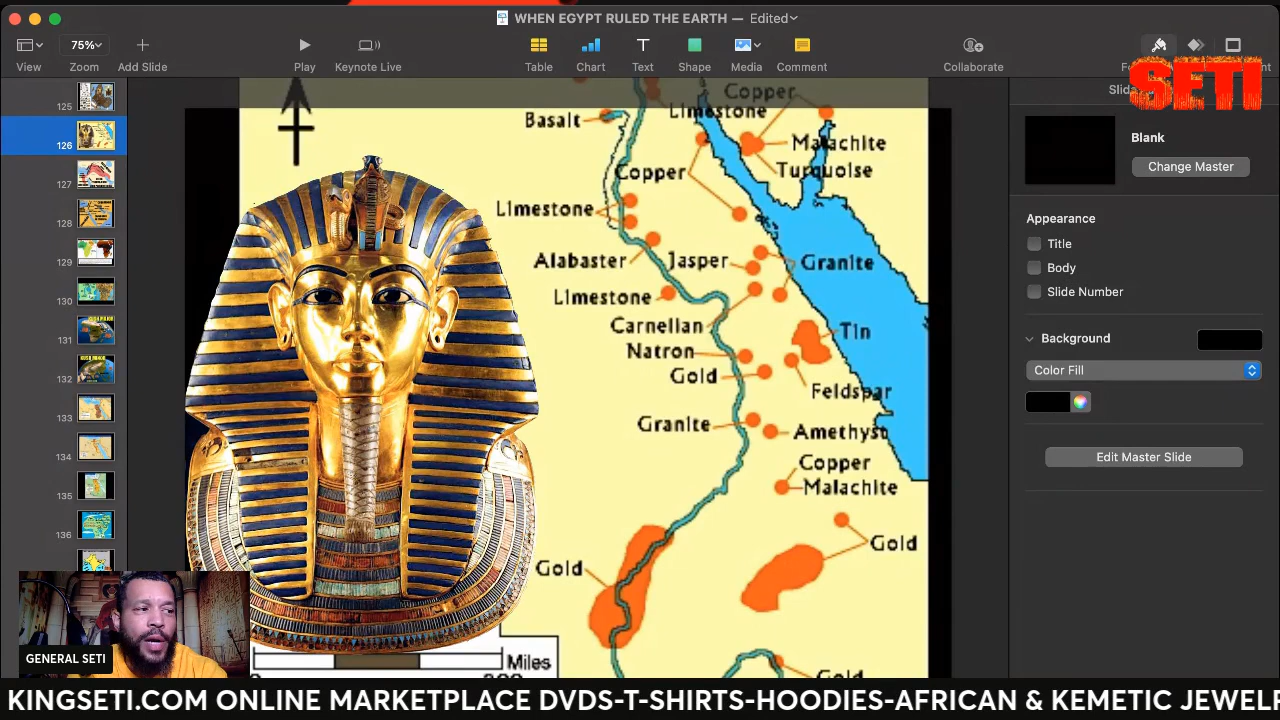 WHEN EGYPT RULED THE EARTH — Edited
75%
View
Zoom
Add Slide
Play
Keynote Live
Table
Chart
Text
Shape
Media
Comment
Collaborate
SETI
125
126
127
128
129
130
131
132
133
134
135
136
Copper
Limestone
Basalt
Malachite
Turquoise
Copper
Limestone
Alabaster
Jasper
Granite
Limestone
Carnelian
Tin
Natron
Gold
Feldspar
Granite
Amethyst
Copper
Malachite
Gold
Gold
Gold
Miles
Blank
Change Master
Appearance
Title
Body
Slide Number
Background
Color Fill
Edit Master Slide
GENERAL SETI
KINGSETI.COM ONLINE MARKETPLACE DVDS-T-SHIRTS-HOODIES-AFRICAN & KEMETIC JEWEL